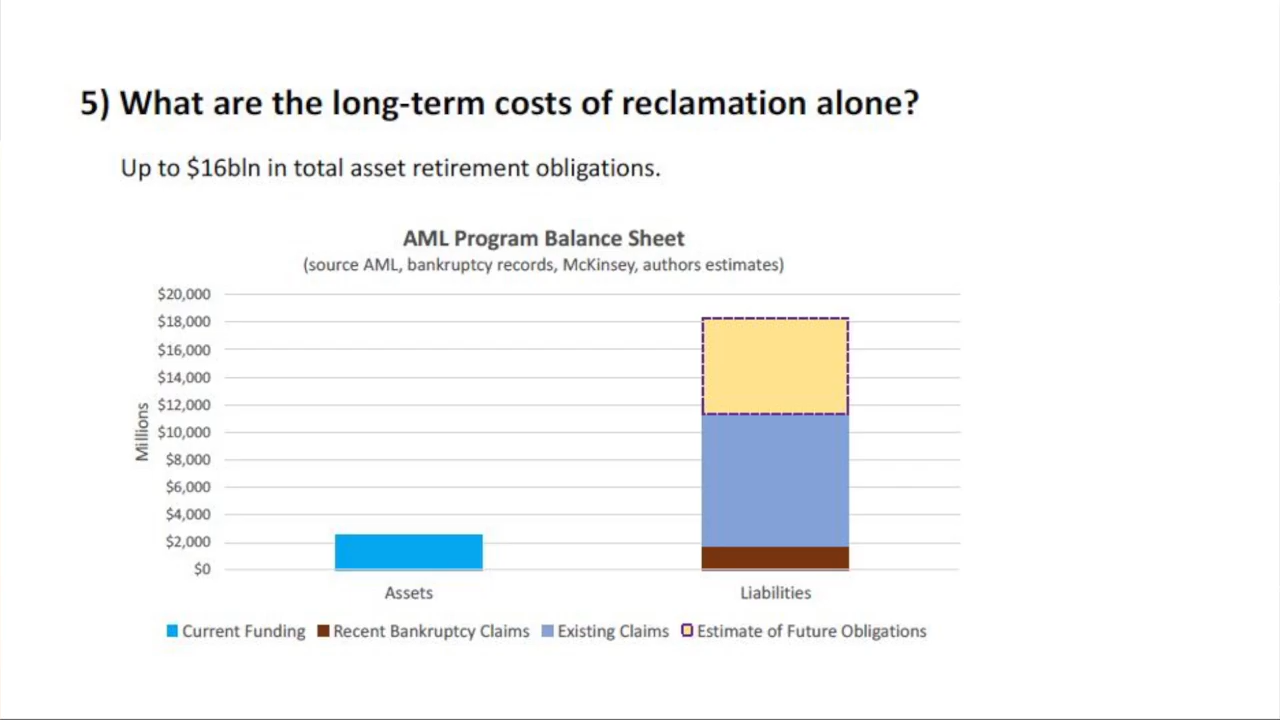 5) What are the long-term costs of reclamation alone?
Up to $16bln in total asset retirement obligations.
AML Program Balance Sheet
(source AML, bankruptcy records, McKinsey, authors estimates)
$20,000
$18,000
$16,000
$14,000
$12,000
$10,000
$8,000
$6,000
$4,000
$2,000
$0
Millions
Assets
Liabilities
Current Funding
Recent Bankruptcy Claims
Existing Claims
Estimate of Future Obligations